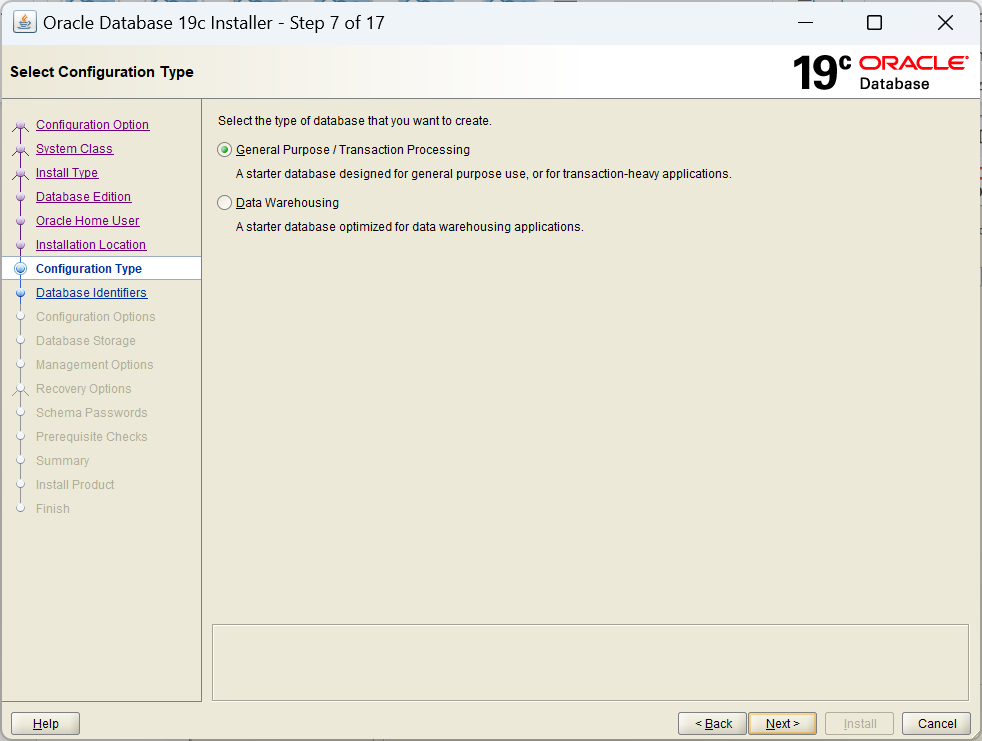 Oracle Database 19c Installer - Step 7 of 17
Select Configuration Type
19c ORACLE
Database
Configuration Option
System Class
Install Type
Database Edition
Oracle Home User
Installation Location
Configuration Type
Database Identifiers
Configuration Options
Database Storage
Management Options
Recovery Options
Schema Passwords
Prerequisite Checks
Summary
Install Product
Finish
Select the type of database that you want to create.
General Purpose / Transaction Processing
A starter database designed for general purpose use, or for transaction-heavy applications.
Data Warehousing
A starter database optimized for data warehousing applications.
Help
< Back
Next >
Install
Cancel